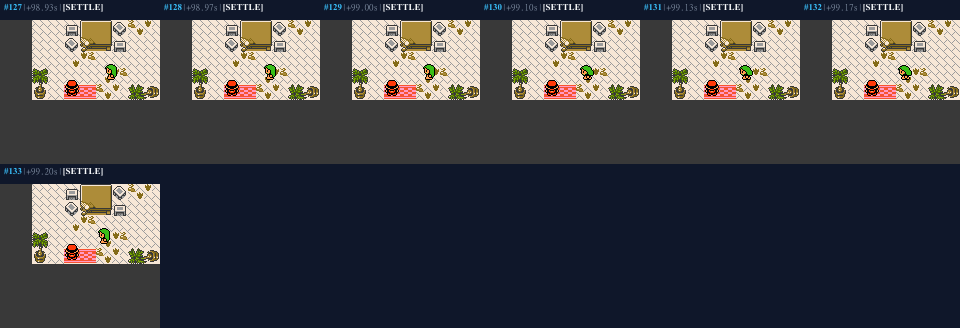 #127|+98.93s|[SETTLE]
#128|+98.97s|[SETTLE]
#129|+99.00s|[SETTLE]
#130|+99.10s|[SETTLE]
#131|+99.13s|[SETTLE]
#132|+99.17s|[SETTLE]
#133|+99.20s|[SETTLE]